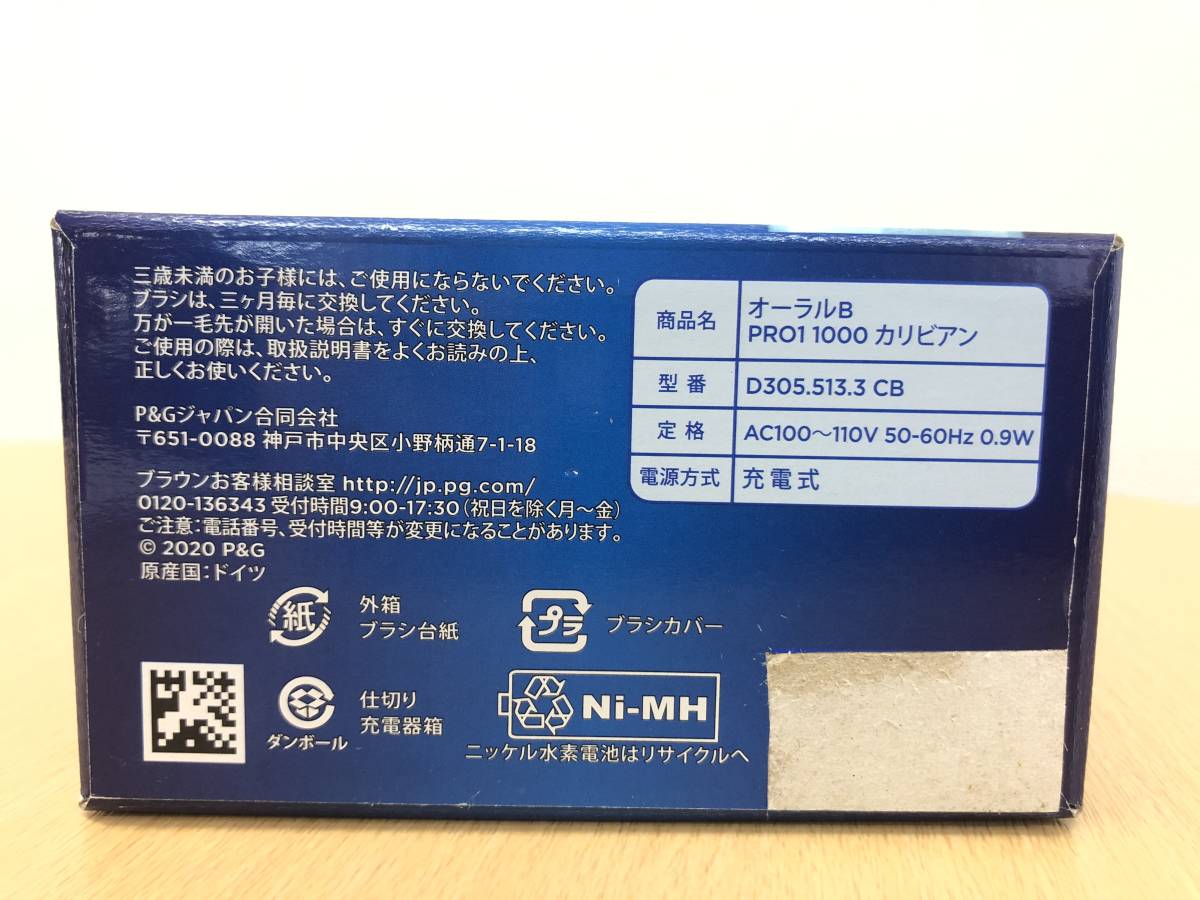 三歳未満のお子様には、ご使用にならないでください。
ブラシは、三ヶ月毎に交換してください。
万が一毛先が開いた場合は、すぐに交換してください。
ご使用の際は、取扱説明書をよくお読みの上、
正しくお使いください。
P&Gジャパン合同会社
〒651-0088 神戸市中央区小野柄通7-1-18
ブラウンお客様相談室 http://jp.pg.com/
0120-136343 受付時間9:00-17:30（祝日を除く月〜金）
ご注意：電話番号、受付時間等が変更になることがあります。
© 2020 P&G
原産国：ドイツ
商品名 オーラルB
PRO1 1000 カリビアン
型番 D305.513.3 CB
定格 AC100〜110V 50-60Hz 0.9W
電源方式 充電式
紙 外箱
ブラシ台紙
プラ ブラシカバー
ダンボール 仕切り
充電器箱
Ni-MH
ニッケル水素電池はリサイクルへ